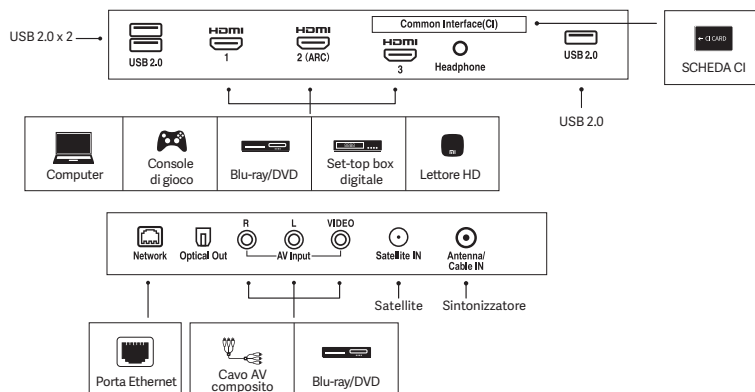 USB 2.0 x 2
USB 2.0
HDMI
1
HDMI
2 (ARC)
Common Interface(CI)
HDMI
3
Headphone
USB 2.0
← CI CARD
SCHEDA CI
USB 2.0
Computer
Console
di gioco
Blu-ray/DVD
Set-top box
digitale
mi
Lettore HD
Network
Optical Out
R
L
VIDEO
AV Input
Satellite IN
Antenna/
Cable IN
Satellite
Sintonizzatore
Porta Ethernet
Cavo AV
composito
Blu-ray/DVD